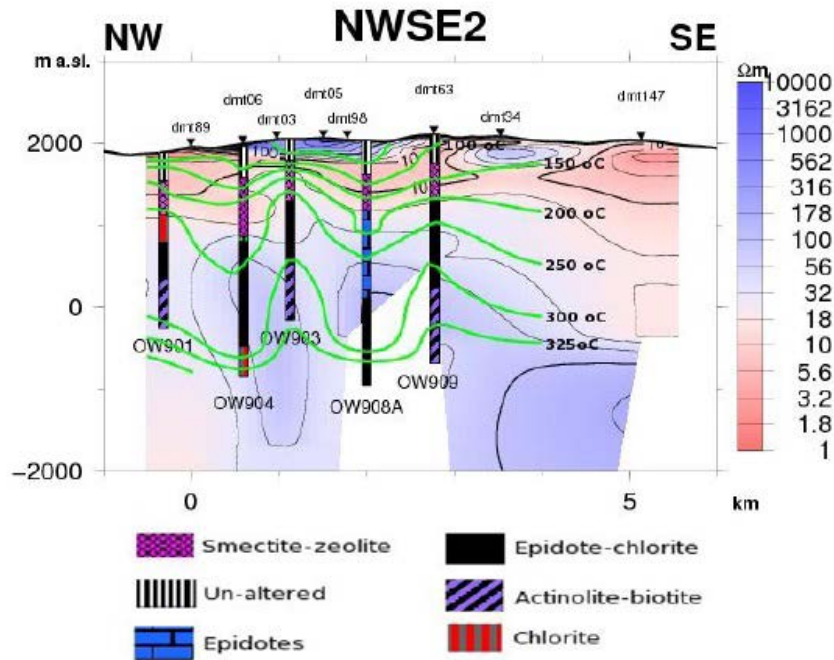 NW NWSE2 SE
m a.sl.
Ωm
dmt89
dmt06
dmt03
dmt05
dmt98
dmt63
dmt34
dmt147
2000
0
−2000
100
10
10
100 oC
150 oC
200 oC
250 oC
300 oC
325oC
OW901
OW904
OW903
OW908A
OW909
10000
3162
1000
562
316
178
100
56
32
18
10
5.6
3.2
1.8
1
0 5 km
Smectite-zeolite
Epidote-chlorite
Un-altered
Actinolite-biotite
Epidotes
Chlorite